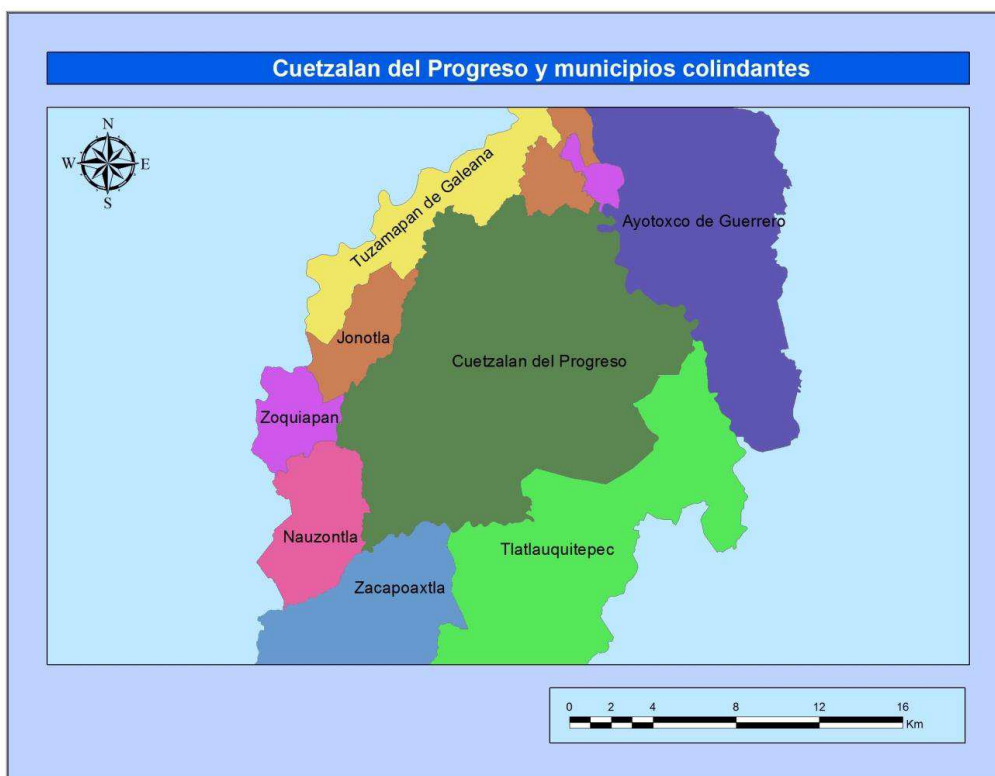 Cuetzalan del Progreso y municipios colindantes
N
W E
S
Tuzamapan de Galeana
Ayotoxco de Guerrero
Jonotla
Cuetzalan del Progreso
Zoquiapan
Nauzontla
Tlatlauquitepec
Zacapoaxtla
0 2 4 8 12 16
Km